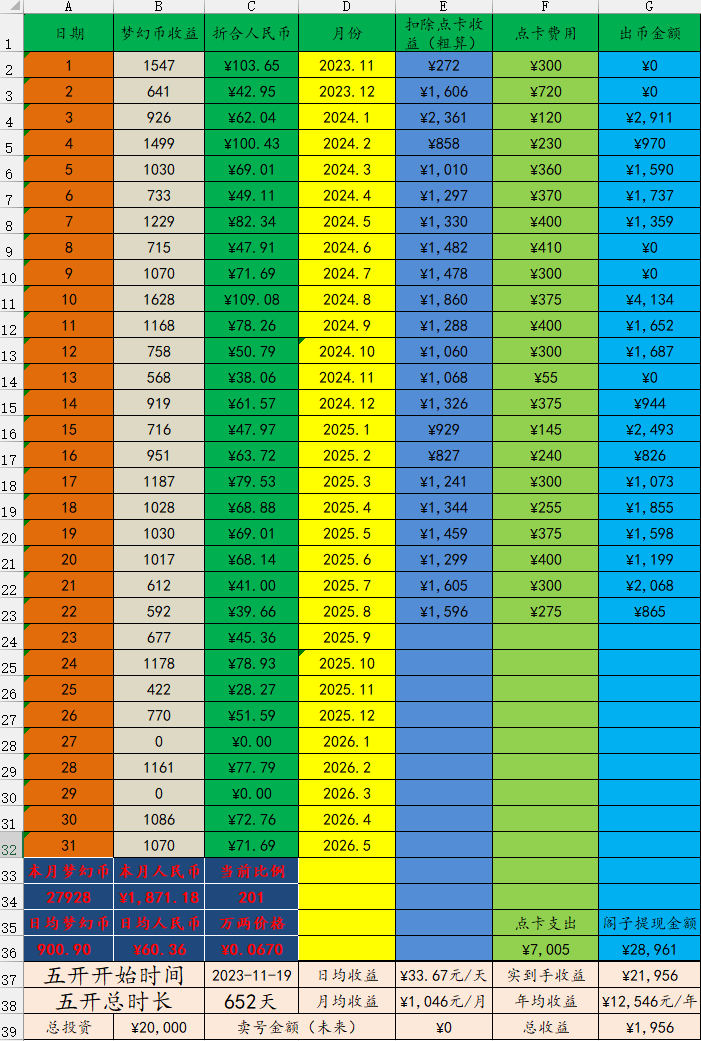 A B C D E F G
1 日期 梦幻币收益 折合人民币 月份 扣除点卡收益（粗算） 点卡费用 出币金额
2 1 1547 ¥103.65 2023.11 ¥272 ¥300 ¥0
3 2 641 ¥42.95 2023.12 ¥1,606 ¥720 ¥0
4 3 926 ¥62.04 2024.1 ¥2,361 ¥120 ¥2,911
5 4 1499 ¥100.43 2024.2 ¥858 ¥230 ¥970
6 5 1030 ¥69.01 2024.3 ¥1,010 ¥360 ¥1,590
7 6 733 ¥49.11 2024.4 ¥1,297 ¥370 ¥1,737
8 7 1229 ¥82.34 2024.5 ¥1,330 ¥400 ¥1,359
9 8 715 ¥47.91 2024.6 ¥1,482 ¥410 ¥0
10 9 1070 ¥71.69 2024.7 ¥1,478 ¥300 ¥0
11 10 1628 ¥109.08 2024.8 ¥1,860 ¥375 ¥4,134
12 11 1168 ¥78.26 2024.9 ¥1,288 ¥400 ¥1,652
13 12 758 ¥50.79 2024.10 ¥1,060 ¥300 ¥1,687
14 13 568 ¥38.06 2024.11 ¥1,068 ¥55 ¥0
15 14 919 ¥61.57 2024.12 ¥1,326 ¥375 ¥944
16 15 716 ¥47.97 2025.1 ¥929 ¥145 ¥2,493
17 16 951 ¥63.72 2025.2 ¥827 ¥240 ¥826
18 17 1187 ¥79.53 2025.3 ¥1,241 ¥300 ¥1,073
19 18 1028 ¥68.88 2025.4 ¥1,344 ¥255 ¥1,855
20 19 1030 ¥69.01 2025.5 ¥1,459 ¥375 ¥1,598
21 20 1017 ¥68.14 2025.6 ¥1,299 ¥400 ¥1,199
22 21 612 ¥41.00 2025.7 ¥1,605 ¥300 ¥2,068
23 22 592 ¥39.66 2025.8 ¥1,596 ¥275 ¥865
24 23 677 ¥45.36 2025.9
25 24 1178 ¥78.93 2025.10
26 25 422 ¥28.27 2025.11
27 26 770 ¥51.59 2025.12
28 27 0 ¥0.00 2026.1
29 28 1161 ¥77.79 2026.2
30 29 0 ¥0.00 2026.3
31 30 1086 ¥72.76 2026.4
32 31 1070 ¥71.69 2026.5
33 本月梦幻币 本月人民币 当前比例
34 27928 ¥1,871.18 201
35 日均梦幻币 日均人民币 万两价格 点卡支出 阁子提现金额
36 900.90 ¥60.36 ¥0.0670 ¥7,005 ¥28,961
37 五开开始时间 2023-11-19 日均收益 ¥33.67元/天 实到手收益 ¥21,956
38 五开总时长 652天 月均收益 ¥1,046元/月 年均收益 ¥12,546元/年
39 总投资 ¥20,000 卖号金额（未来） ¥0 总收益 ¥1,956